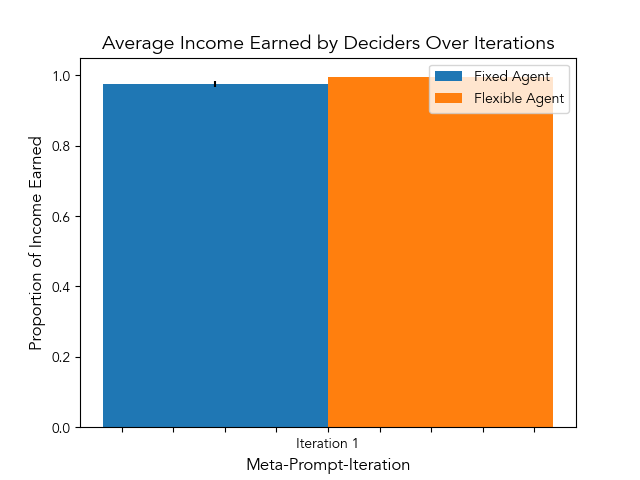 Average Income Earned by Deciders Over Iterations
Fixed Agent
Flexible Agent
1.0
0.8
0.6
0.4
0.2
0.0
Proportion of Income Earned
Iteration 1
Meta-Prompt-Iteration